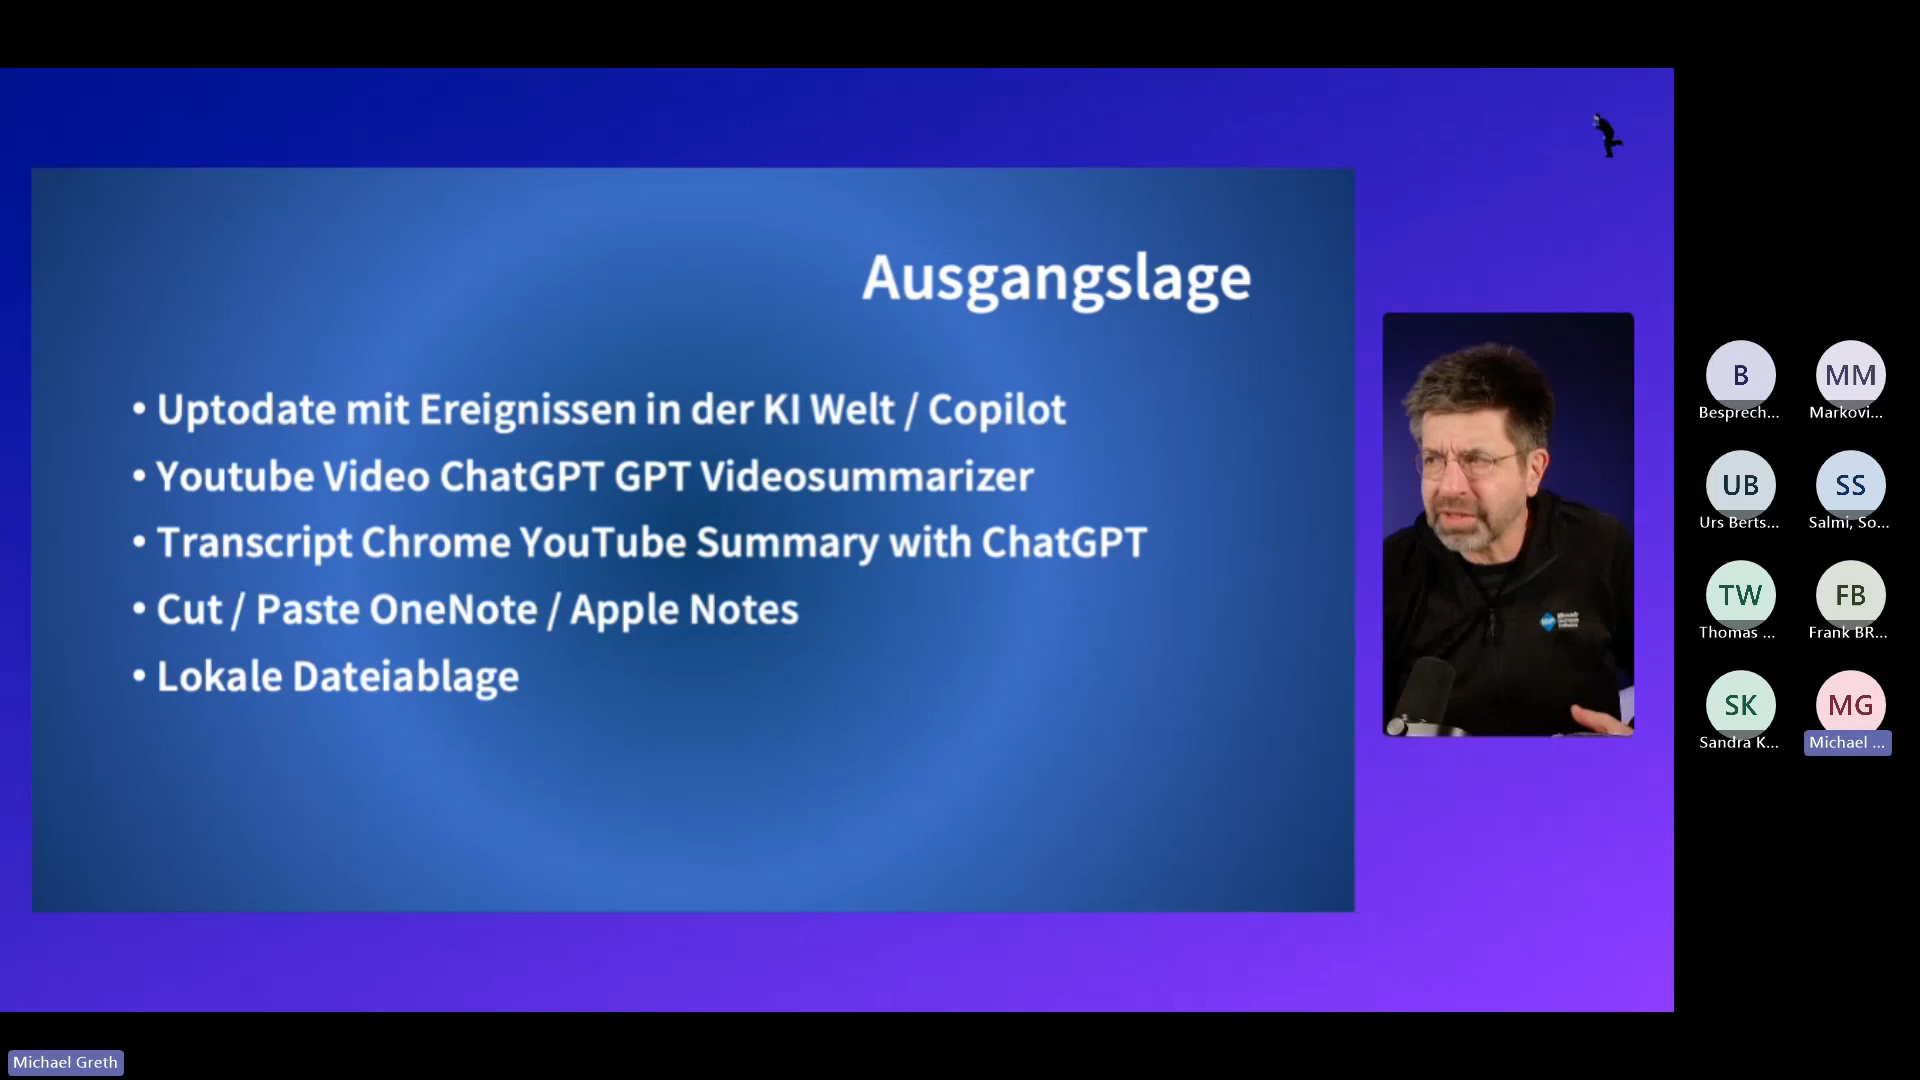 Ausgangslage
• Uptodate mit Ereignissen in der KI Welt / Copilot
• Youtube Video ChatGPT GPT Videosummarizer
• Transcript Chrome YouTube Summary with ChatGPT
• Cut / Paste OneNote / Apple Notes
• Lokale Dateiablage
B
Besprech...
MM
Markovi...
UB
Urs Berts...
SS
Salmi, So...
TW
Thomas ...
FB
Frank BR...
SK
Sandra K...
MG
Michael ...
Michael Greth